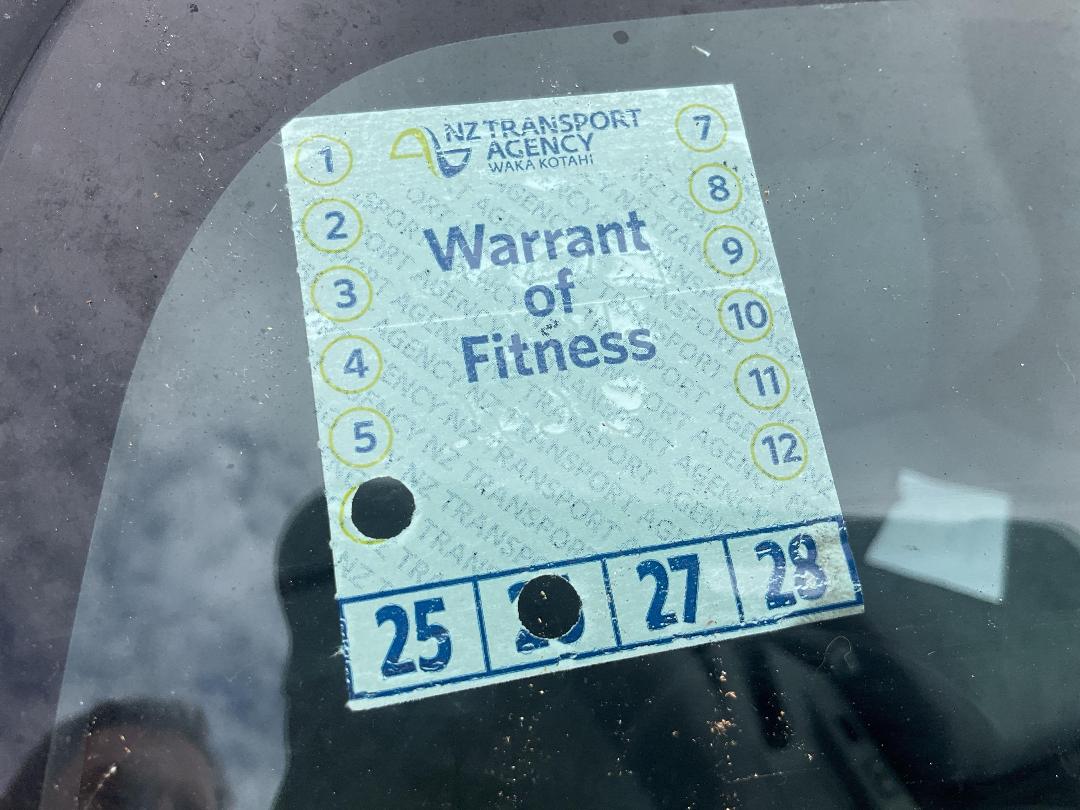 NZ TRANSPORT
AGENCY
WAKA KOTAHI
Warrant
of
Fitness
1
2
3
4
5
7
8
9
10
11
12
25 27 28